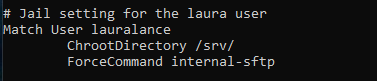 # Jail setting for the laura user
Match User lauralance
        ChrootDirectory /srv/
        ForceCommand internal-sftp